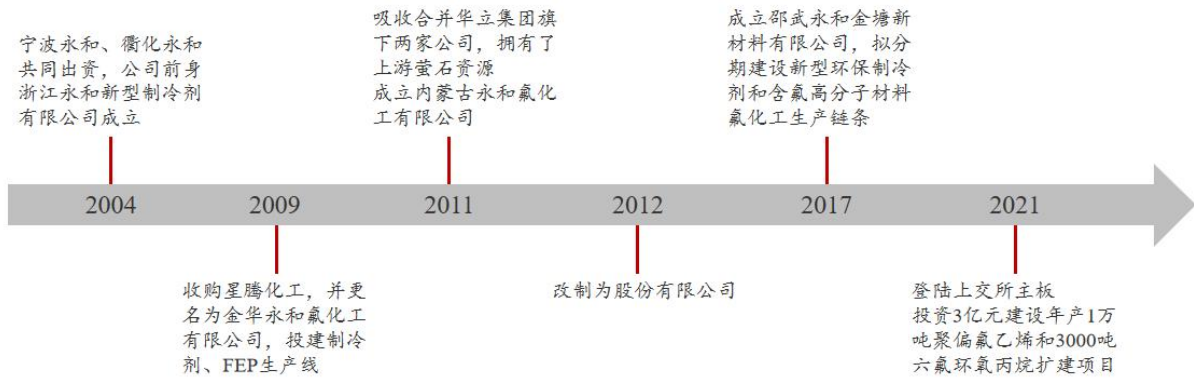 宁波永和、衢化永和
共同出资，公司前身
浙江永和新型制冷剂
有限公司成立
吸收合并华立集团旗
下两家公司，拥有了
上游萤石资源
成立内蒙古永和氟化
工有限公司
成立邵武永和金塘新
材料有限公司，拟分
期建设新型环保制冷
剂和含氟高分子材料
氟化工生产链条
2004
2009
2011
2012
2017
2021
收购星腾化工，并更
名为金华永和氟化工
有限公司，投建制冷
剂、FEP生产线
改制为股份有限公司
登陆上交所主板
投资3亿元建设年产1万
吨聚偏氟乙烯和3000吨
六氟环氧丙烷扩建项目